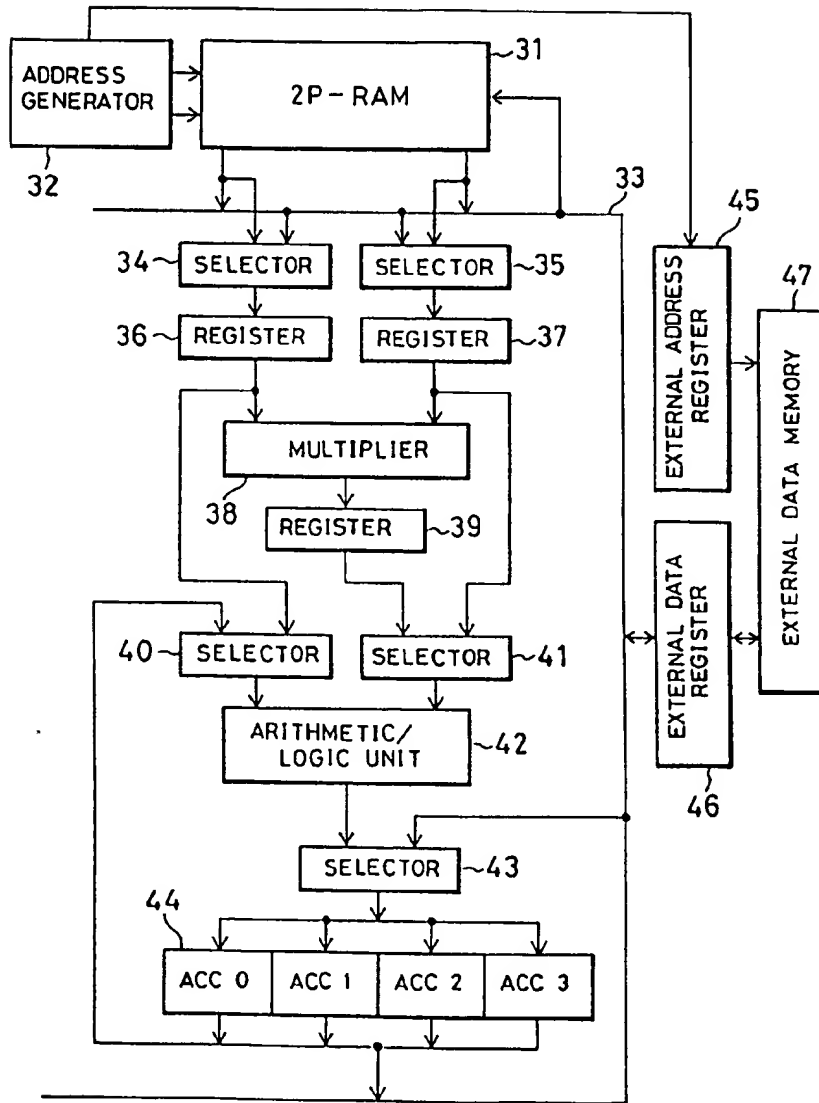 31
ADDRESS
GENERATOR
2P-RAM
32
33
45
34
SELECTOR
SELECTOR
35
47
36
REGISTER
REGISTER
37
EXTERNAL ADDRESS
REGISTER
EXTERNAL DATA MEMORY
MULTIPLIER
38
REGISTER
39
40
SELECTOR
SELECTOR
41
EXTERNAL DATA
REGISTER
46
ARITHMETIC/
LOGIC UNIT
42
SELECTOR
43
44
ACC 0
ACC 1
ACC 2
ACC 3